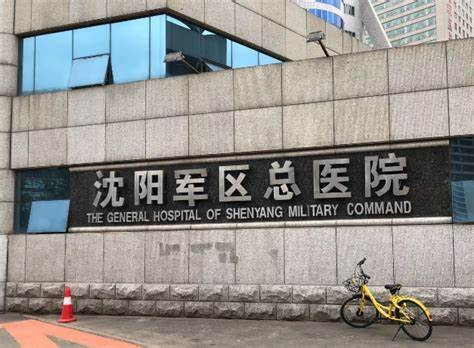 沈阳军区总医院
THE GENERAL HOSPITAL OF SHENYANG MILITARY COMMAND